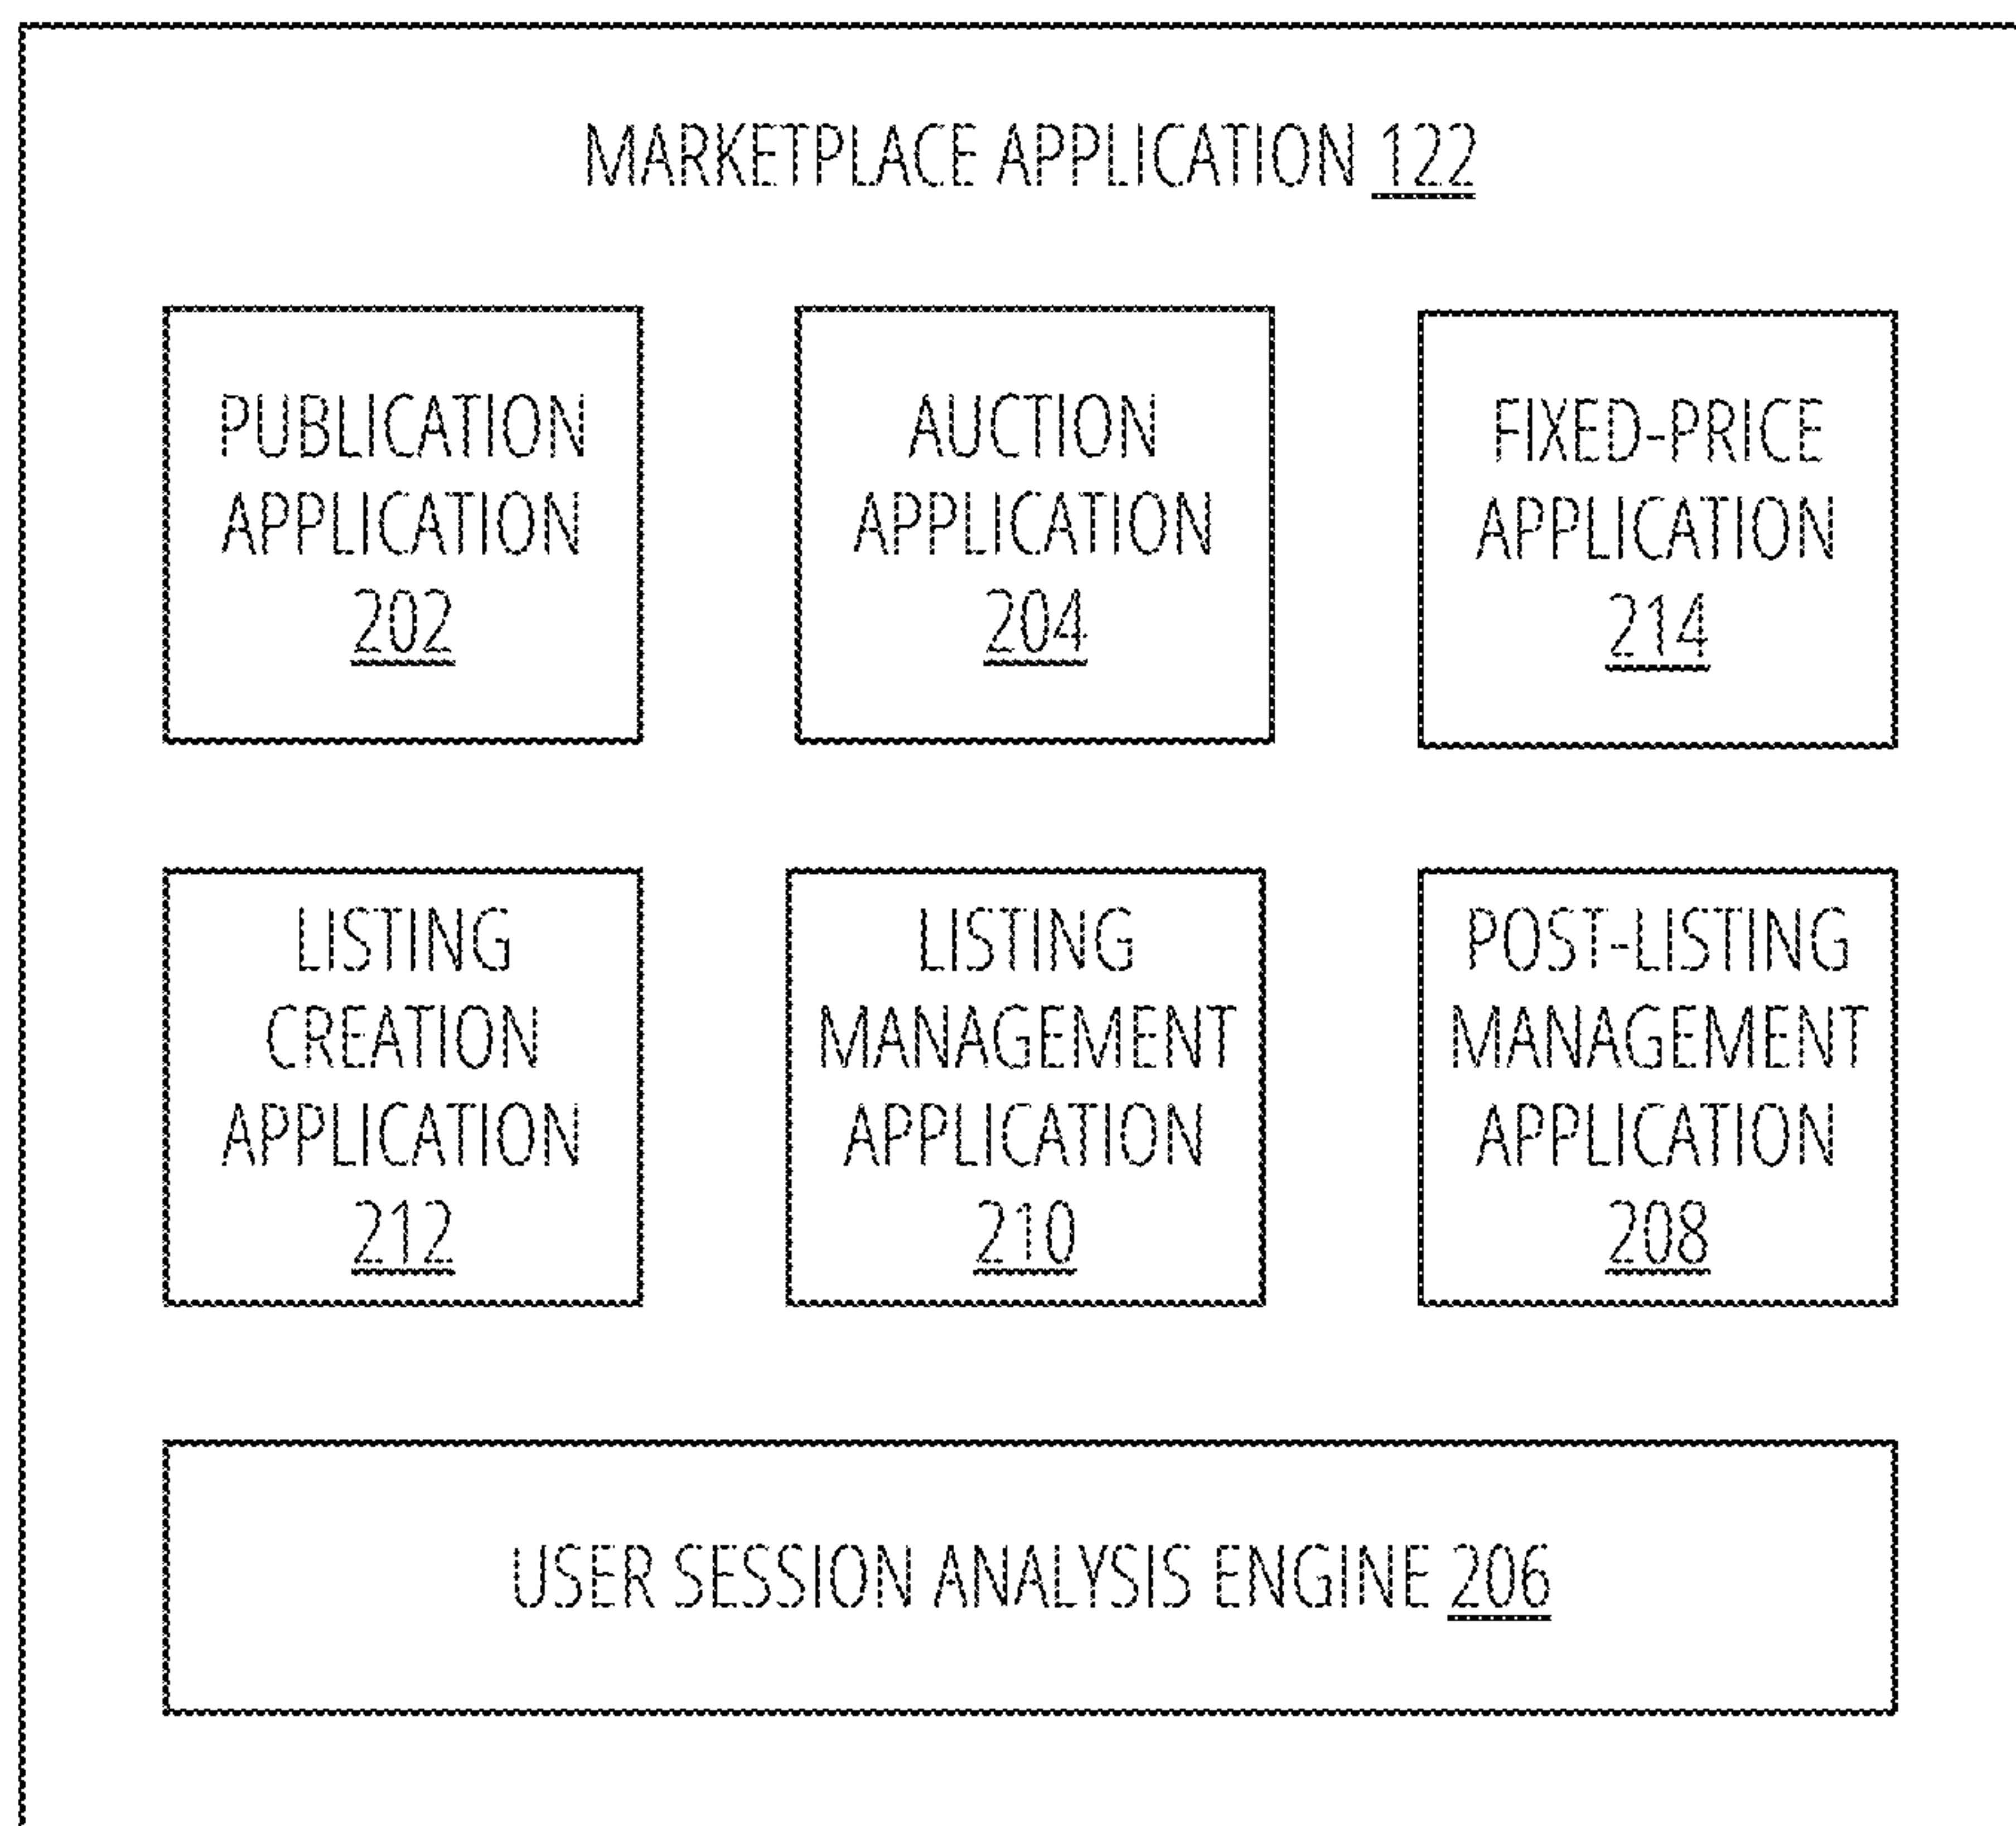 MARKETPLACE APPLICATION 122
PUBLICATION
APPLICATION
202
AUCTION
APPLICATION
204
FIXED-PRICE
APPLICATION
214
LISTING
CREATION
APPLICATION
212
LISTING
MANAGEMENT
APPLICATION
210
POST-LISTING
MANAGEMENT
APPLICATION
208
USER SESSION ANALYSIS ENGINE 206